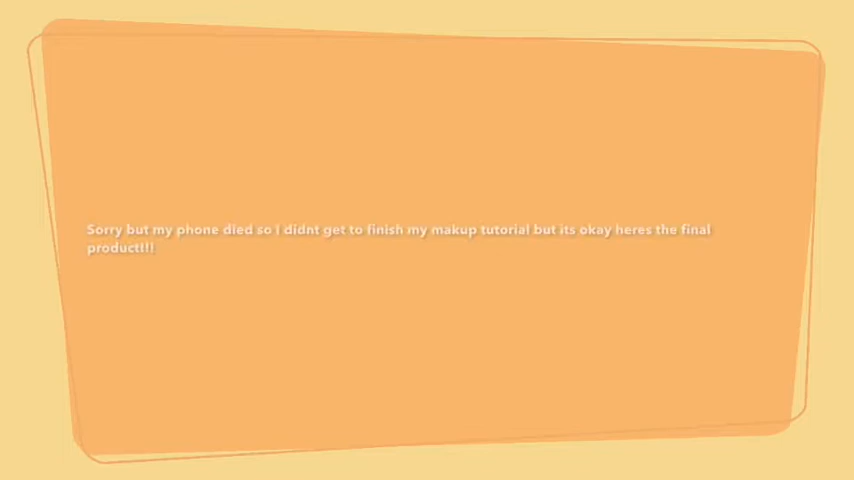 Sorry but my phone died so I didnt get to finish my makup tutorial but its okay heres the final
product!!!